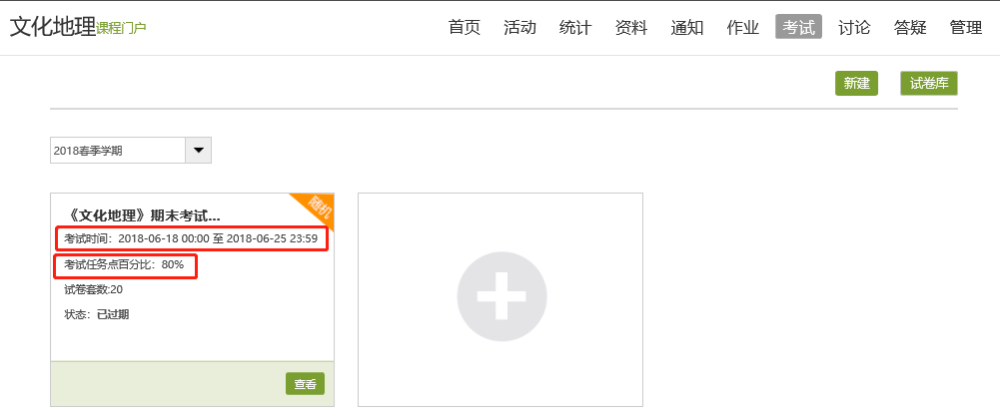 文化地理课程门户
首页 活动 统计 资料 通知 作业 考试 讨论 答疑 管理
新建 试卷库
2018春季学期
随机
《文化地理》期末考试...
考试时间：2018-06-18 00:00 至 2018-06-25 23:59
考试任务点百分比：80%
试卷套数:20
状态：已过期
查看